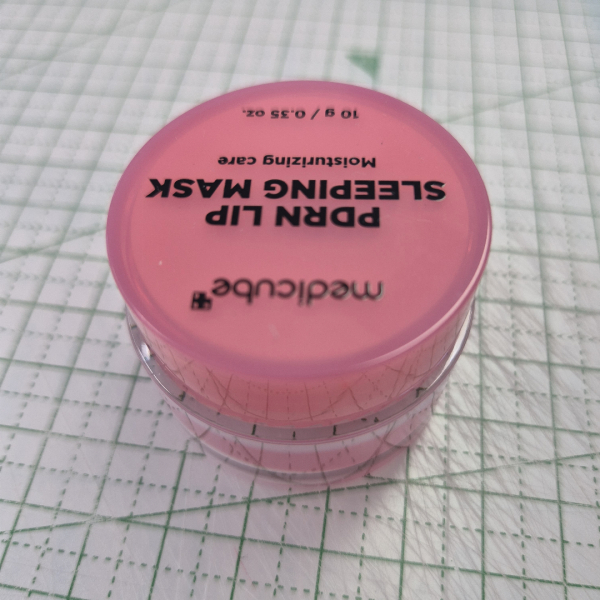 medicube
PDRN LIP
SLEEPING MASK
Moisturizing care
10 g / 0.35 oz.